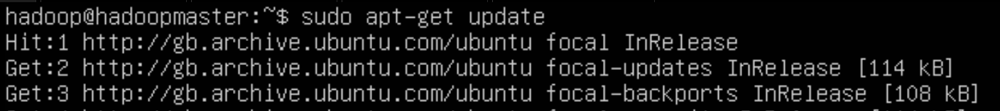 hadoop@hadoopmaster:~$ sudo apt-get update
Hit:1 http://gb.archive.ubuntu.com/ubuntu focal InRelease
Get:2 http://gb.archive.ubuntu.com/ubuntu focal-updates InRelease [114 kB]
Get:3 http://gb.archive.ubuntu.com/ubuntu focal-backports InRelease [108 kB]